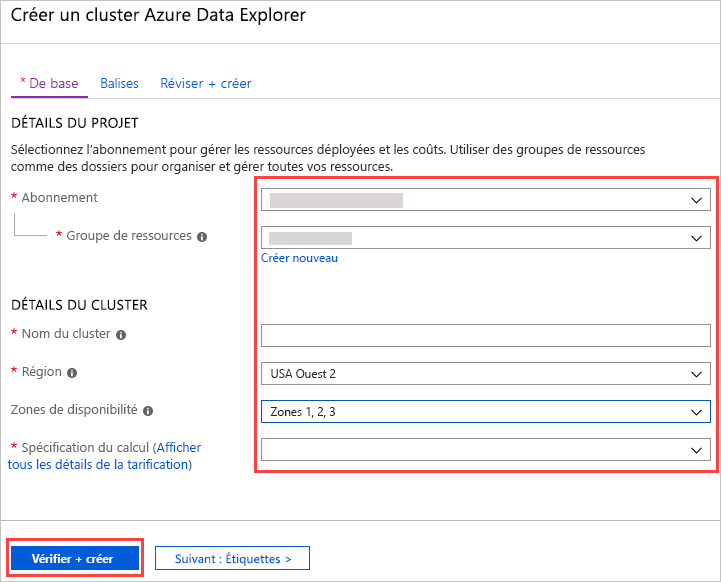 Créer un cluster Azure Data Explorer
* De base Balises Réviser + créer
DÉTAILS DU PROJET
Sélectionnez l'abonnement pour gérer les ressources déployées et les coûts. Utiliser des groupes de ressources
comme des dossiers pour organiser et gérer toutes vos ressources.
* Abonnement
* Groupe de ressources
Créer nouveau
DÉTAILS DU CLUSTER
* Nom du cluster
* Région USA Ouest 2
Zones de disponibilité Zones 1, 2, 3
* Spécification du calcul (Afficher
tous les détails de la tarification)
Vérifier + créer Suivant : Étiquettes >